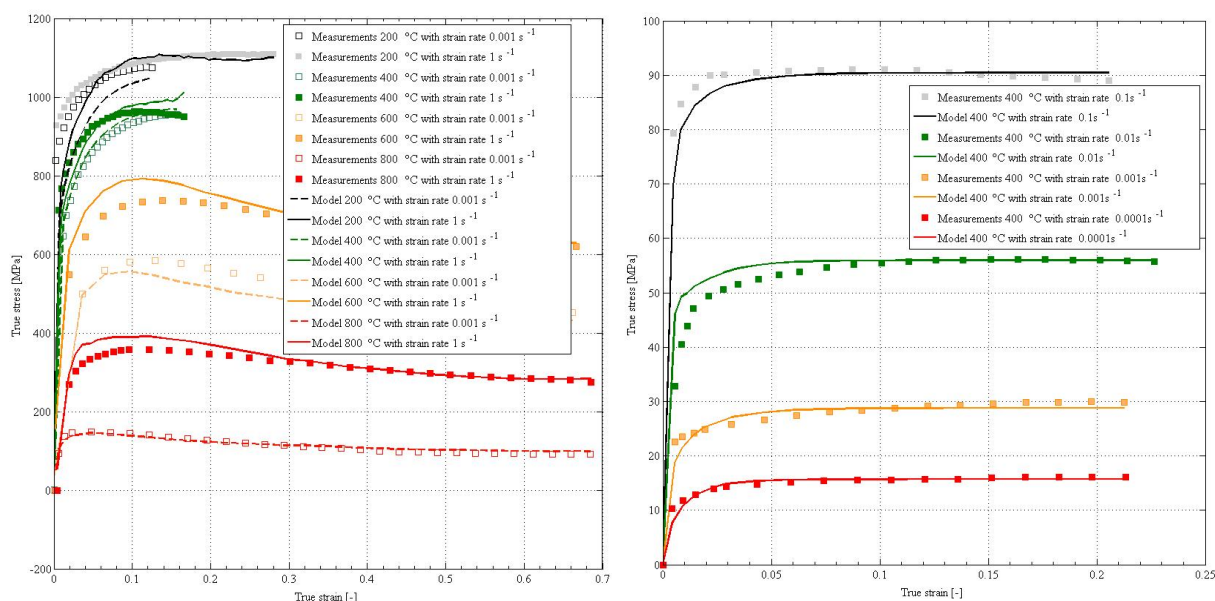 1200
1100
1000
800
600
400
200
0
-200
0
0.1
0.2
0.3
0.4
0.5
0.6
0.7
True stress [MPa]
True strain [-]
Measurements 200 °C with strain rate 0.001 s⁻¹
Measurements 200 °C with strain rate 1 s⁻¹
Measurements 400 °C with strain rate 0.001 s⁻¹
Measurements 400 °C with strain rate 1 s⁻¹
Measurements 600 °C with strain rate 0.001 s⁻¹
Measurements 600 °C with strain rate 1 s⁻¹
Measurements 800 °C with strain rate 0.001 s⁻¹
Measurements 800 °C with strain rate 1 s⁻¹
Model 200 °C with strain rate 0.001 s⁻¹
Model 200 °C with strain rate 1 s⁻¹
Model 400 °C with strain rate 0.001 s⁻¹
Model 400 °C with strain rate 1 s⁻¹
Model 600 °C with strain rate 0.001 s⁻¹
Model 600 °C with strain rate 1 s⁻¹
Model 800 °C with strain rate 0.001 s⁻¹
Model 800 °C with strain rate 1 s⁻¹
100
90
80
70
60
50
40
30
20
10
0
0
0.05
0.1
0.15
0.2
0.25
True stress [MPa]
True strain [-]
Measurements 400 °C with strain rate 0.1s⁻¹
Model 400 °C with strain rate 0.1s⁻¹
Measurements 400 °C with strain rate 0.01s⁻¹
Model 400 °C with strain rate 0.01s⁻¹
Measurements 400 °C with strain rate 0.001s⁻¹
Model 400 °C with strain rate 0.001s⁻¹
Measurements 400 °C with strain rate 0.0001s⁻¹
Model 400 °C with strain rate 0.0001s⁻¹